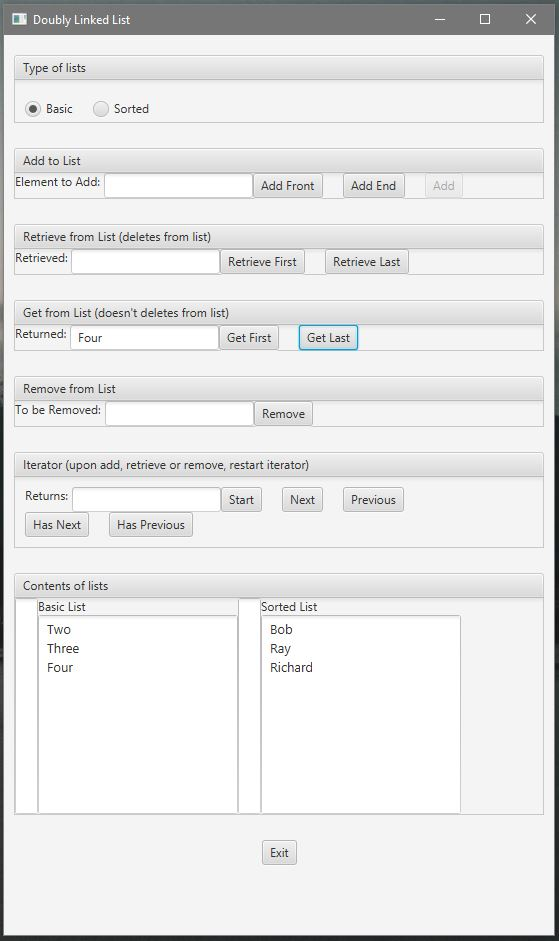 Doubly Linked List
Type of lists
Basic Sorted
Add to List
Element to Add: Add Front Add End Add
Retrieve from List (deletes from list)
Retrieved: Retrieve First Retrieve Last
Get from List (doesn't deletes from list)
Returned: Four Get First Get Last
Remove from List
To be Removed: Remove
Iterator (upon add, retrieve or remove, restart iterator)
Returns: Start Next Previous
Has Next Has Previous
Contents of lists
Basic List Sorted List
Two Bob
Three Ray
Four Richard
Exit